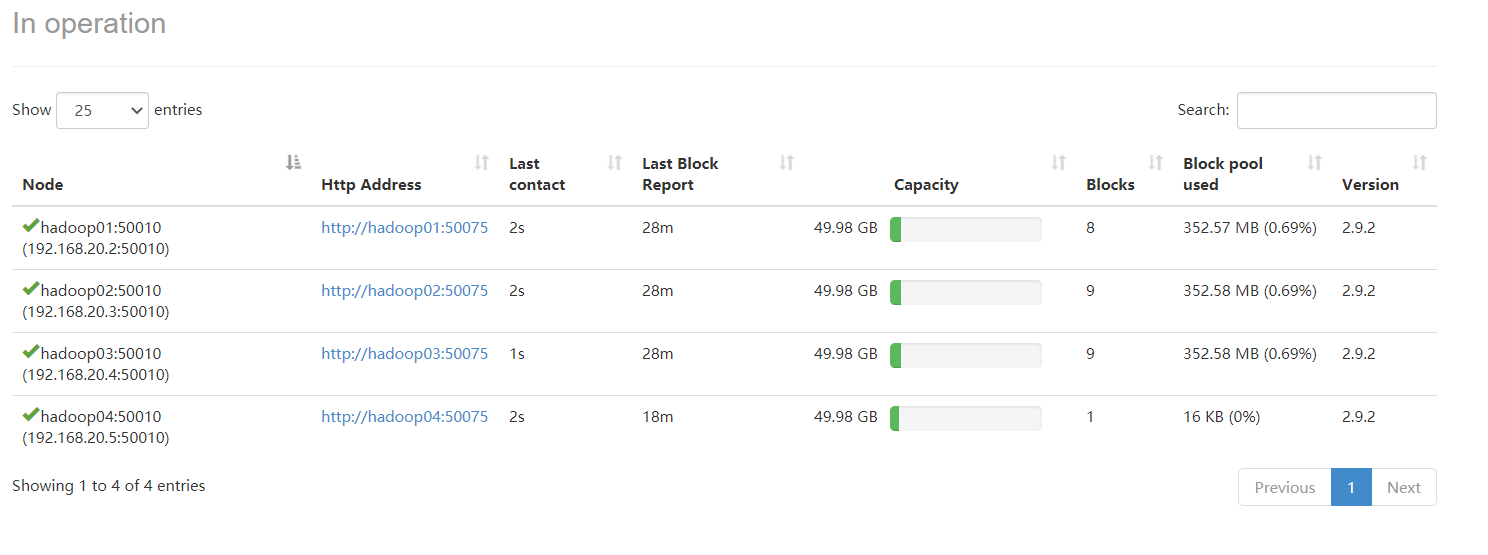 In operation
Show 25 entries
Search:
Node Http Address Last contact Last Block Report Capacity Blocks Block pool used Version
hadoop01:50010 (192.168.20.2:50010) http://hadoop01:50075 2s 28m 49.98 GB 8 352.57 MB (0.69%) 2.9.2
hadoop02:50010 (192.168.20.3:50010) http://hadoop02:50075 2s 28m 49.98 GB 9 352.58 MB (0.69%) 2.9.2
hadoop03:50010 (192.168.20.4:50010) http://hadoop03:50075 1s 28m 49.98 GB 9 352.58 MB (0.69%) 2.9.2
hadoop04:50010 (192.168.20.5:50010) http://hadoop04:50075 2s 18m 49.98 GB 1 16 KB (0%) 2.9.2
Showing 1 to 4 of 4 entries
Previous 1 Next